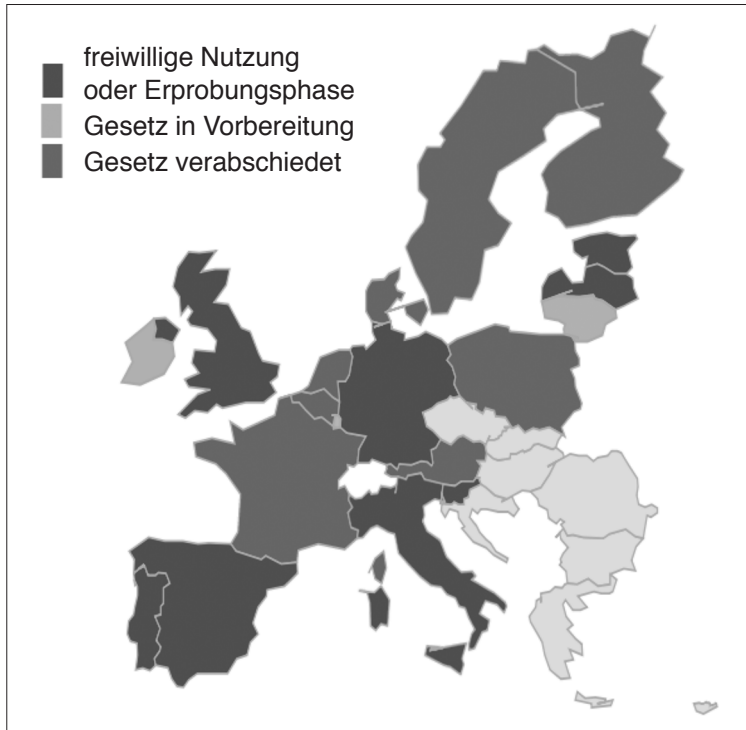 freiwillige Nutzung
oder Erprobungsphase
Gesetz in Vorbereitung
Gesetz verabschiedet